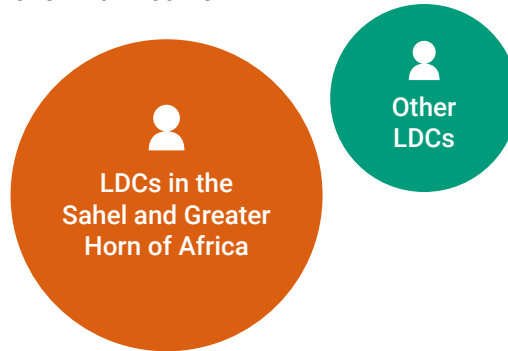 LDCs in the
Sahel and Greater
Horn of Africa
Other
LDCs